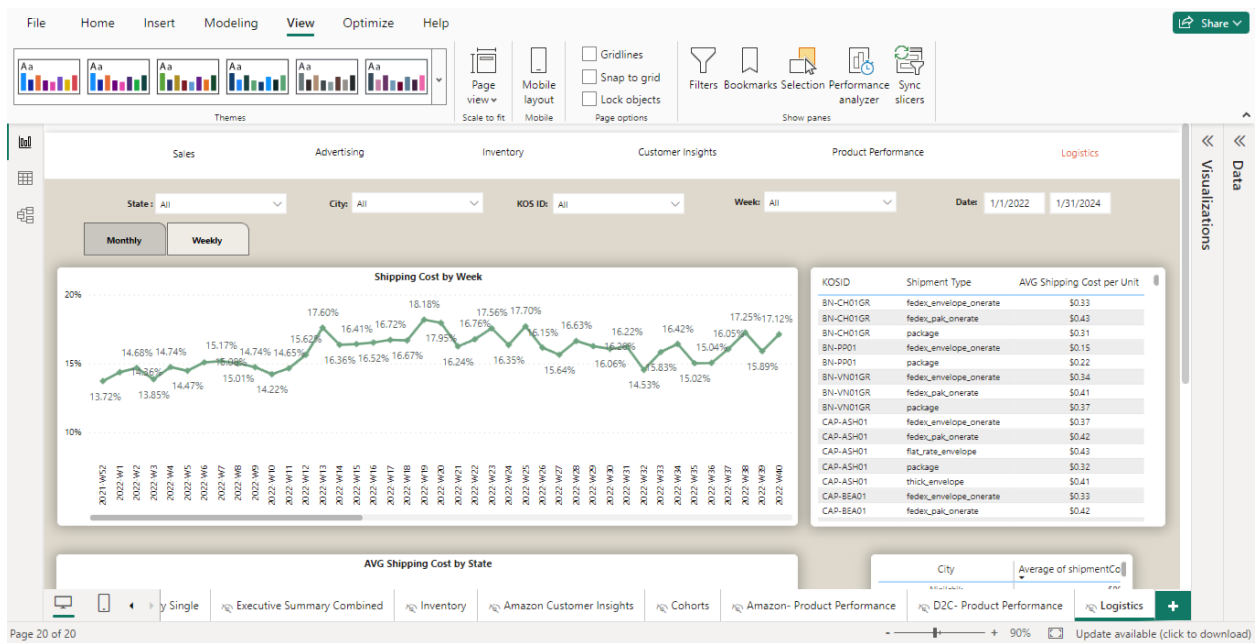 File Home Insert Modeling View Optimize Help Share
Aa Aa Aa Aa Aa Aa
Page view Mobile layout Gridlines Snap to grid Lock objects Filters Bookmarks Selection Performance analyzer Sync slicers
Themes Scale to fit Mobile Page options Show panes
Sales Advertising Inventory Customer Insights Product Performance Logistics
Visualizations
Data
State : All City: All KOS ID: All Week: All Date: 1/1/2022 1/31/2024
Monthly Weekly
Shipping Cost by Week
20%
15%
10%
13.72% 14.68% 14.36% 13.85% 14.74% 14.47% 15.17% 15.08% 15.01% 14.74% 14.22% 14.65% 15.62% 17.60% 16.36% 16.41% 16.52% 16.72% 16.67% 18.18% 17.95% 16.24% 16.76% 17.56% 16.35% 17.70% 16.15% 15.64% 16.63% 16.06% 16.22% 14.53% 15.83% 16.42% 15.02% 15.04% 16.05% 17.25% 15.89% 17.12%
2021-W52 2022 W1 2022 W2 2022 W3 2022 W4 2022 W5 2022 W6 2022 W7 2022 W8 2022 W9 2022 W10 2022 W11 2022 W12 2022 W13 2022 W14 2022 W15 2022 W16 2022 W17 2022 W18 2022 W19 2022 W20 2022 W21 2022 W22 2022 W23 2022 W24 2022 W25 2022 W26 2022 W27 2022 W28 2022 W29 2022 W30 2022 W31 2022 W32 2022 W33 2022 W34 2022 W35 2022 W36 2022 W37 2022 W38 2022 W39 2022 W40
KOSID Shipment Type AVG Shipping Cost per Unit
BN-CH01GR fedex_envelope_onerate $0.33
BN-CH01GR fedex_pak_onerate $0.43
BN-CH01GR package $0.31
BN-PP01 fedex_envelope_onerate $0.15
BN-PP01 package $0.22
BN-VN01GR fedex_envelope_onerate $0.34
BN-VN01GR fedex_pak_onerate $0.41
BN-VN01GR package $0.37
CAP-ASH01 fedex_envelope_onerate $0.37
CAP-ASH01 fedex_pak_onerate $0.42
CAP-ASH01 flat_rate_envelope $0.43
CAP-ASH01 package $0.32
CAP-ASH01 thick_envelope $0.41
CAP-BEA01 fedex_envelope_onerate $0.33
CAP-BEA01 fedex_pak_onerate $0.42
AVG Shipping Cost by State
City Average of shipmentCo
y Single Executive Summary Combined Inventory Amazon Customer Insights Cohorts Amazon- Product Performance D2C- Product Performance Logistics +
Page 20 of 20 - + 90% Update available (click to download)